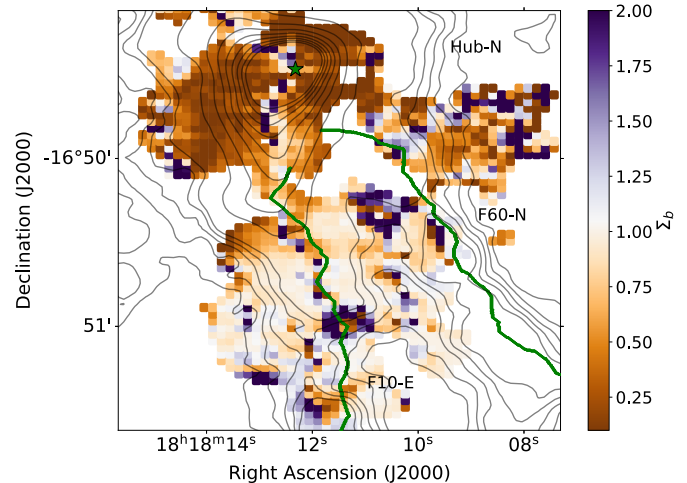 Hub-N
F60-N
F10-E
-16°50'
51'
Declination (J2000)
18ʰ18ᵐ14ˢ
12ˢ
10ˢ
08ˢ
Right Ascension (J2000)
2.00
1.75
1.50
1.25
1.00
0.75
0.50
0.25
Σ_b